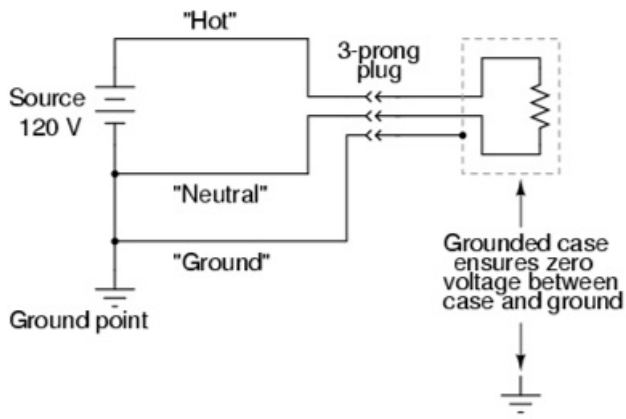 "Hot"
3-prong
plug
Source
120 V
"Neutral"
"Ground"
Ground point
Grounded case
ensures zero
voltage between
case and ground